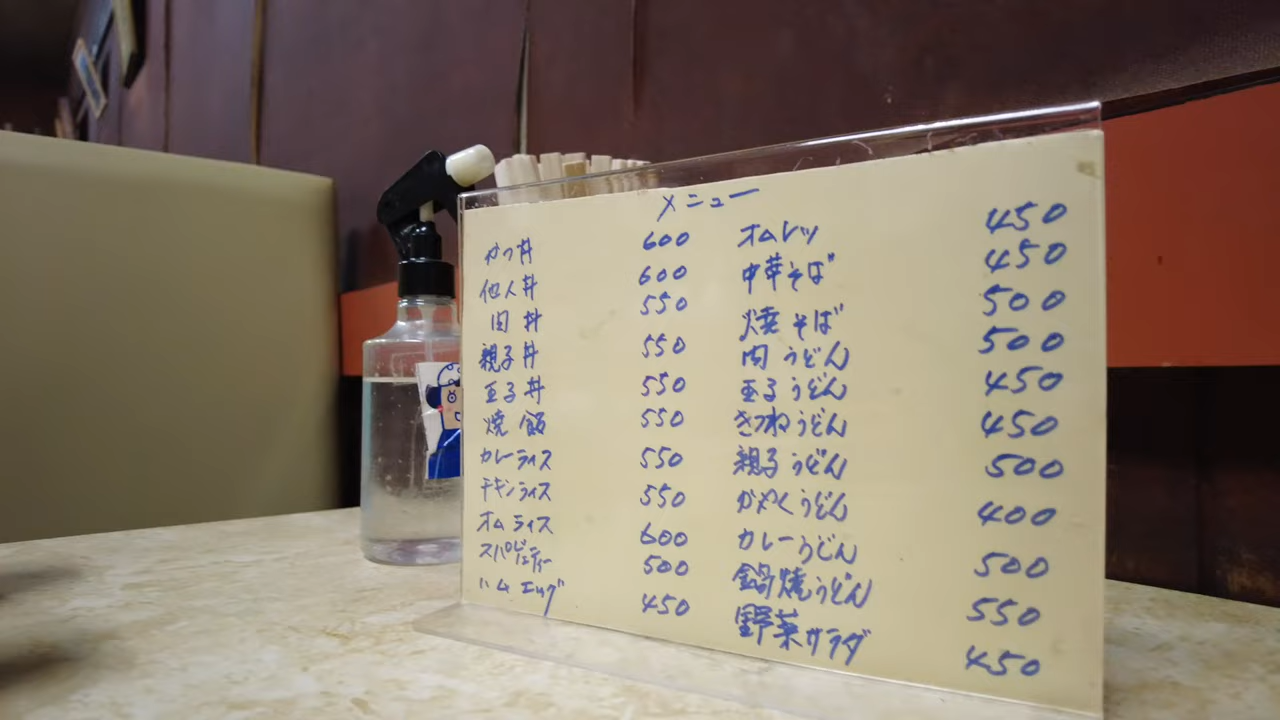 メニュー
かつ丼 600
他人丼 600
肉丼 550
親子丼 550
玉子丼 550
焼飯 550
カレーライス 550
チキンライス 550
オムライス 600
スパゲティー 500
ハムエッグ 450
オムレツ 450
中華そば 450
焼そば 500
肉うどん 500
玉子うどん 450
きつねうどん 450
親子うどん 500
かやくうどん 400
カレーうどん 500
鍋焼うどん 550
野菜サラダ 450